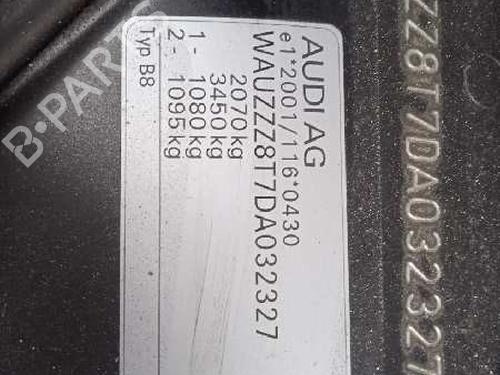 AUDI AG
e1*2001/116*0430
WAUZZZ8T7DA032327
2070 kg
3450 kg
1 - 1080 kg
2 - 1095 kg
Typ B8
ZZ8T7DA032327
B-PARTS